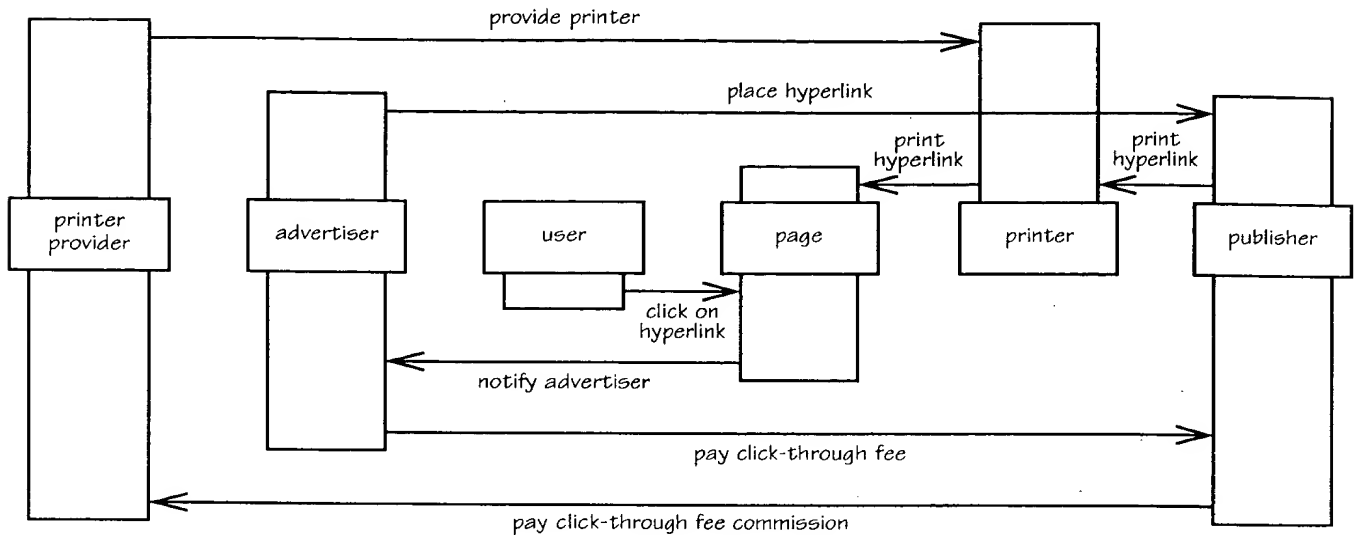 provide printer
place hyperlink
print
hyperlink
print
hyperlink
printer
provider
advertiser
user
page
printer
publisher
click on
hyperlink
notify advertiser
pay click-through fee
pay click-through fee commission